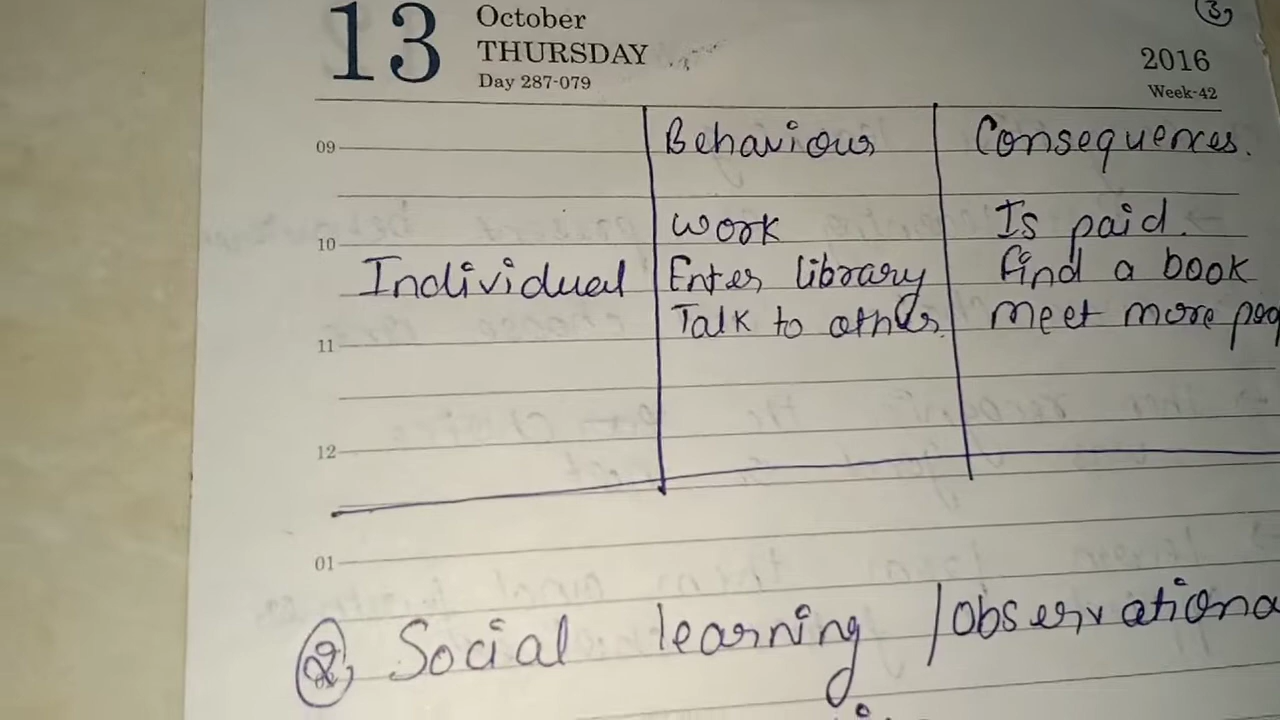 3
13 October
THURSDAY
Day 287-079
2016
Week-42
09 Behaviour Consequences.
Work Is paid.
10
Individual Enter library find a book
Talk to others. meet more peo
11
12
01
2, Social learning /observationa